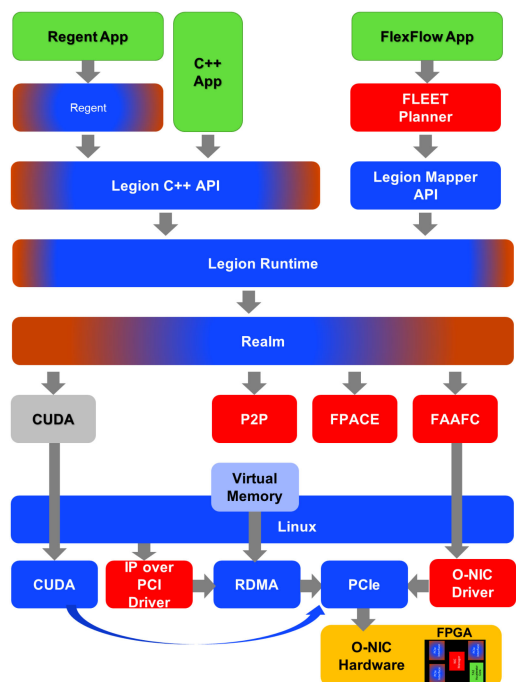 Regent App
C++
App
FlexFlow App
Regent
FLEET
Planner
Legion C++ API
Legion Mapper
API
Legion Runtime
Realm
CUDA
P2P
FPACE
FAAFC
Virtual
Memory
Linux
CUDA
IP over
PCI
Driver
RDMA
PCIe
O-NIC
Driver
O-NIC
Hardware
FPGA